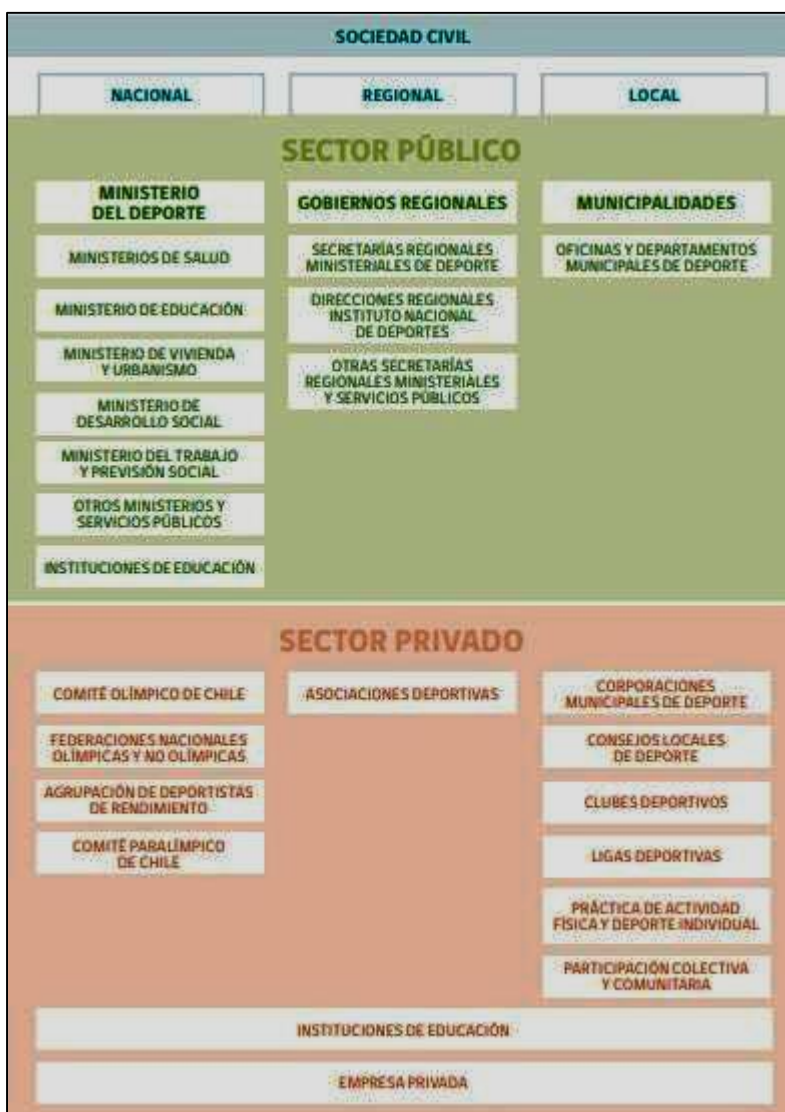 SOCIEDAD CIVIL
NACIONAL
REGIONAL
LOCAL
SECTOR PÚBLICO
MINISTERIO
DEL DEPORTE
GOBIERNOS REGIONALES
MUNICIPALIDADES
MINISTERIOS DE SALUD
SECRETARÍAS REGIONALES
MINISTERIALES DE DEPORTE
OFICINAS Y DEPARTAMENTOS
MUNICIPALES DE DEPORTE
MINISTERIO DE EDUCACIÓN
DIRECCIONES REGIONALES
INSTITUTO NACIONAL
DE DEPORTES
MINISTERIO DE VIVIENDA
Y URBANISMO
OTRAS SECRETARÍAS
REGIONALES MINISTERIALES
Y SERVICIOS PÚBLICOS
MINISTERIO DE
DESARROLLO SOCIAL
MINISTERIO DEL TRABAJO
Y PREVISIÓN SOCIAL
OTROS MINISTERIOS Y
SERVICIOS PÚBLICOS
INSTITUCIONES DE EDUCACIÓN
SECTOR PRIVADO
COMITÉ OLÍMPICO DE CHILE
ASOCIACIONES DEPORTIVAS
CORPORACIONES
MUNICIPALES DE DEPORTE
FEDERACIONES NACIONALES
OLÍMPICAS Y NO OLÍMPICAS
CONSEJOS LOCALES
DE DEPORTE
AGRUPACIÓN DE DEPORTISTAS
DE RENDIMIENTO
CLUBES DEPORTIVOS
COMITÉ PARALÍMPICO
DE CHILE
LIGAS DEPORTIVAS
PRÁCTICA DE ACTIVIDAD
FÍSICA Y DEPORTE INDIVIDUAL
PARTICIPACIÓN COLECTIVA
Y COMUNITARIA
INSTITUCIONES DE EDUCACIÓN
EMPRESA PRIVADA